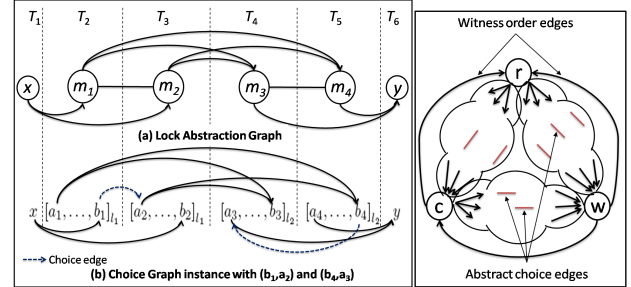 T1 T2 T3 T4 T5 T6
x m1 m2 m3 m4 y
(a) Lock Abstraction Graph
x [a1,...,b1]l1 [a2,...,b2]l1 [a3,...,b3]l2 [a4,...,b4]l2 y
Choice edge
(b) Choice Graph instance with (b1,a2) and (b4,a3)
Witness order edges
r
c w
Abstract choice edges